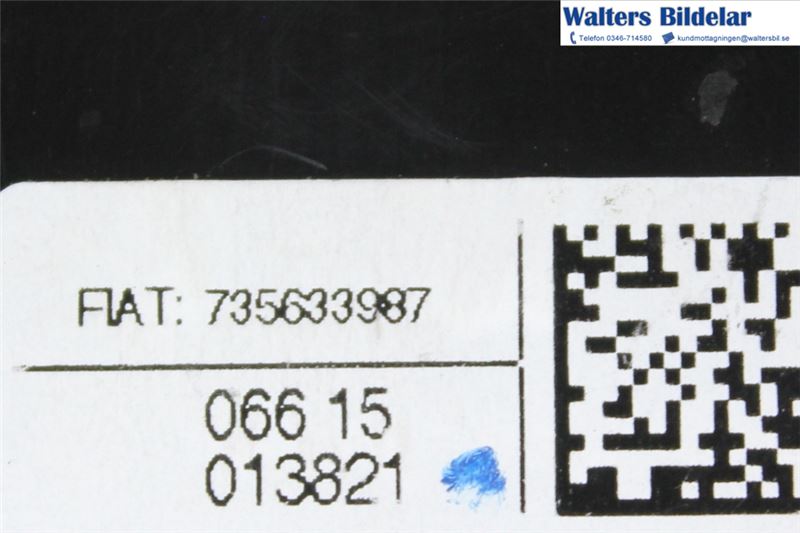 Walters Bildelar
Telefon 0346-714580 kundmottagningen@waltersbil.se
FIAT: 735633987
066 15
013821